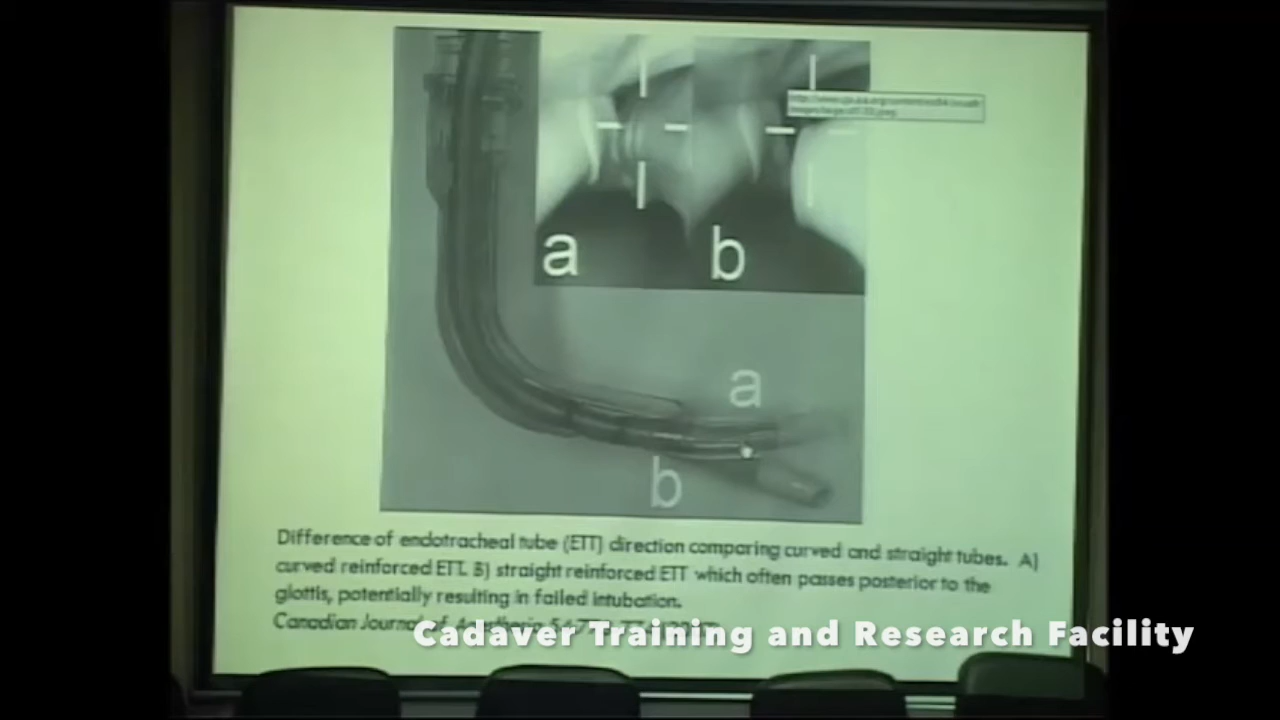 a
b
a
b
Difference of endotracheal tube (ETT) direction comparing curved and straight tubes. A)
curved reinforced ETT. B) straight reinforced ETT which often passes posterior to the
glottis, potentially resulting in failed intubation.
Canadian Journal of
Cadaver Training and Research Facility